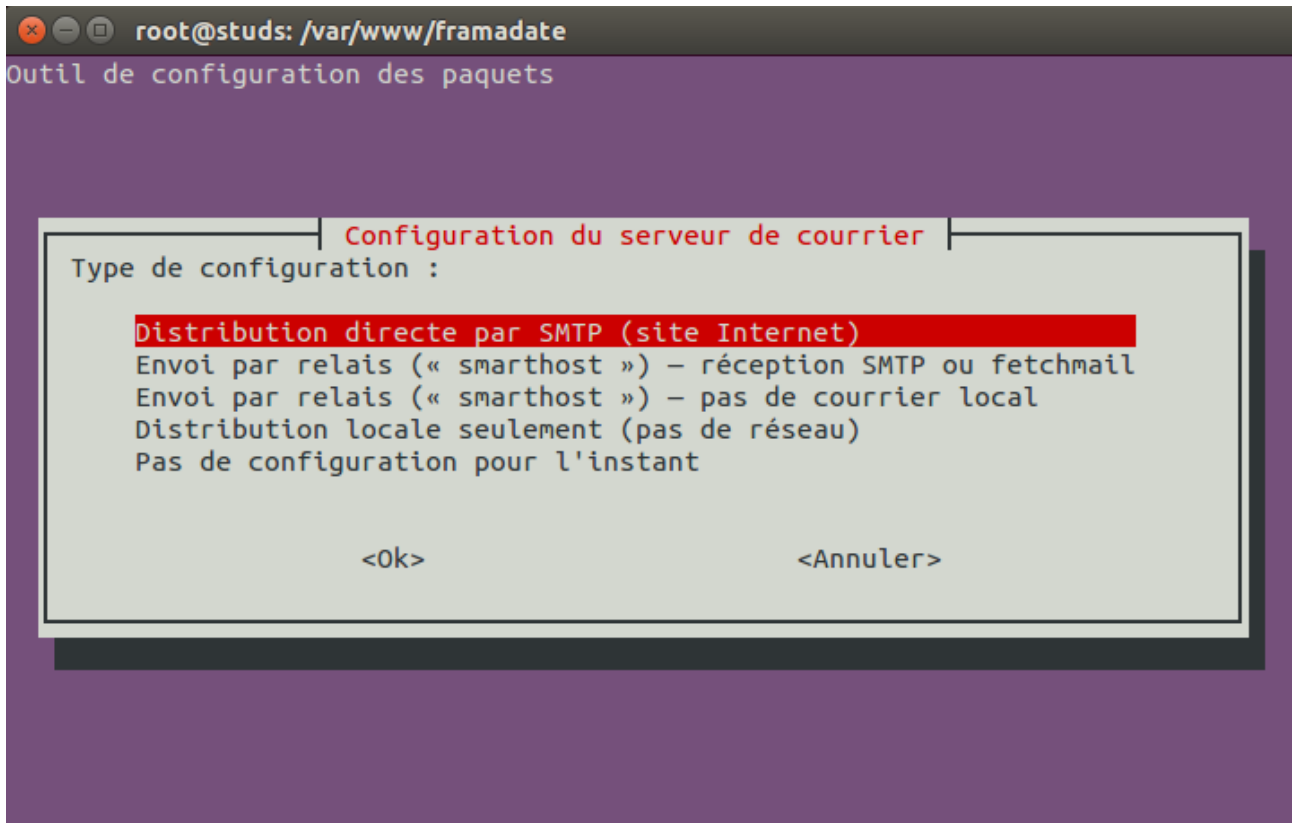 root@studs: /var/www/framadate
Outil de configuration des paquets
Configuration du serveur de courrier
Type de configuration :
Distribution directe par SMTP (site Internet)
Envoi par relais (« smarthost ») — réception SMTP ou fetchmail
Envoi par relais (« smarthost ») — pas de courrier local
Distribution locale seulement (pas de réseau)
Pas de configuration pour l'instant
<Ok> <Annuler>